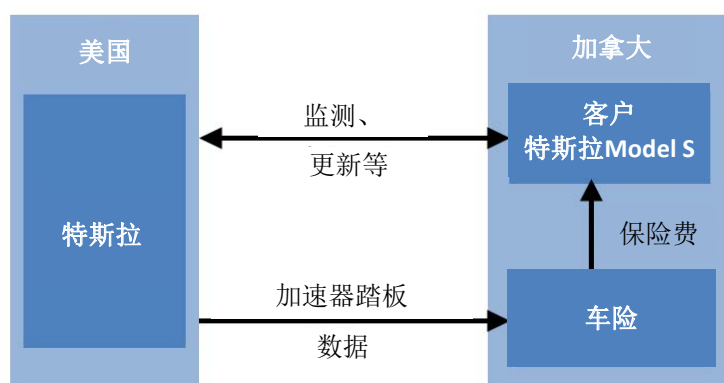 美国
加拿大
特斯拉
监测、
更新等
客户
特斯拉Model S
保险费
加速器踏板
数据
车险